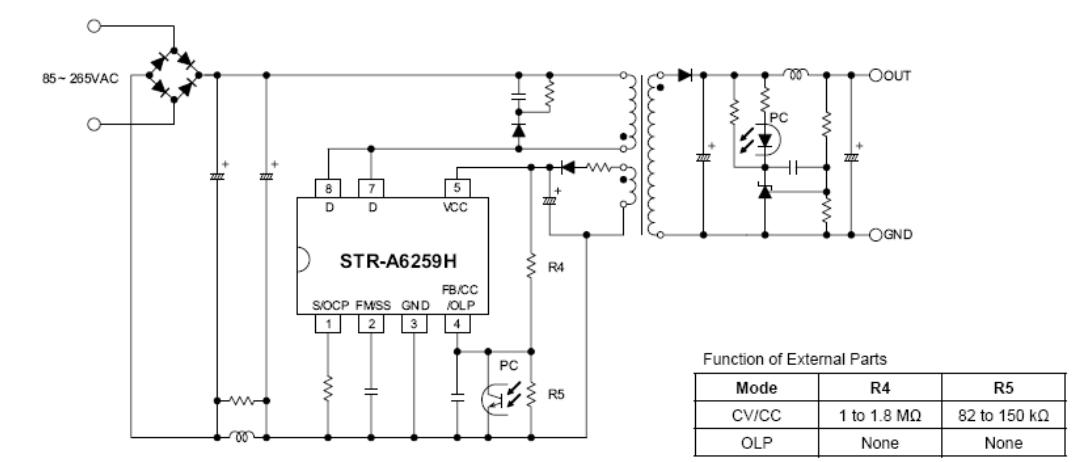 85~ 265VAC
+
+
PC
OUT
+
+
+
GND
8
7
5
D
D
VCC
STR-A6259H
R4
S/OCP
FM/SS
GND
FB/CC
/OLP
1
2
3
4
PC
R5
Function of External Parts
Mode R4 R5
CV/CC 1 to 1.8 MΩ 82 to 150 kΩ
OLP None None